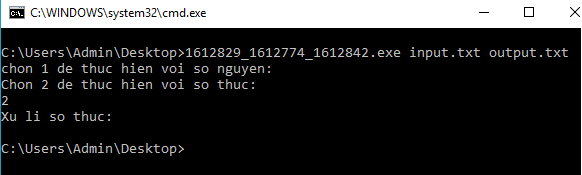 C:\WINDOWS\system32\cmd.exe
C:\Users\Admin\Desktop>1612829_1612774_1612842.exe input.txt output.txt
chon 1 de thuc hien voi so nguyen:
Chon 2 de thuc hien voi so thuc:
2
Xu li so thuc:
C:\Users\Admin\Desktop>